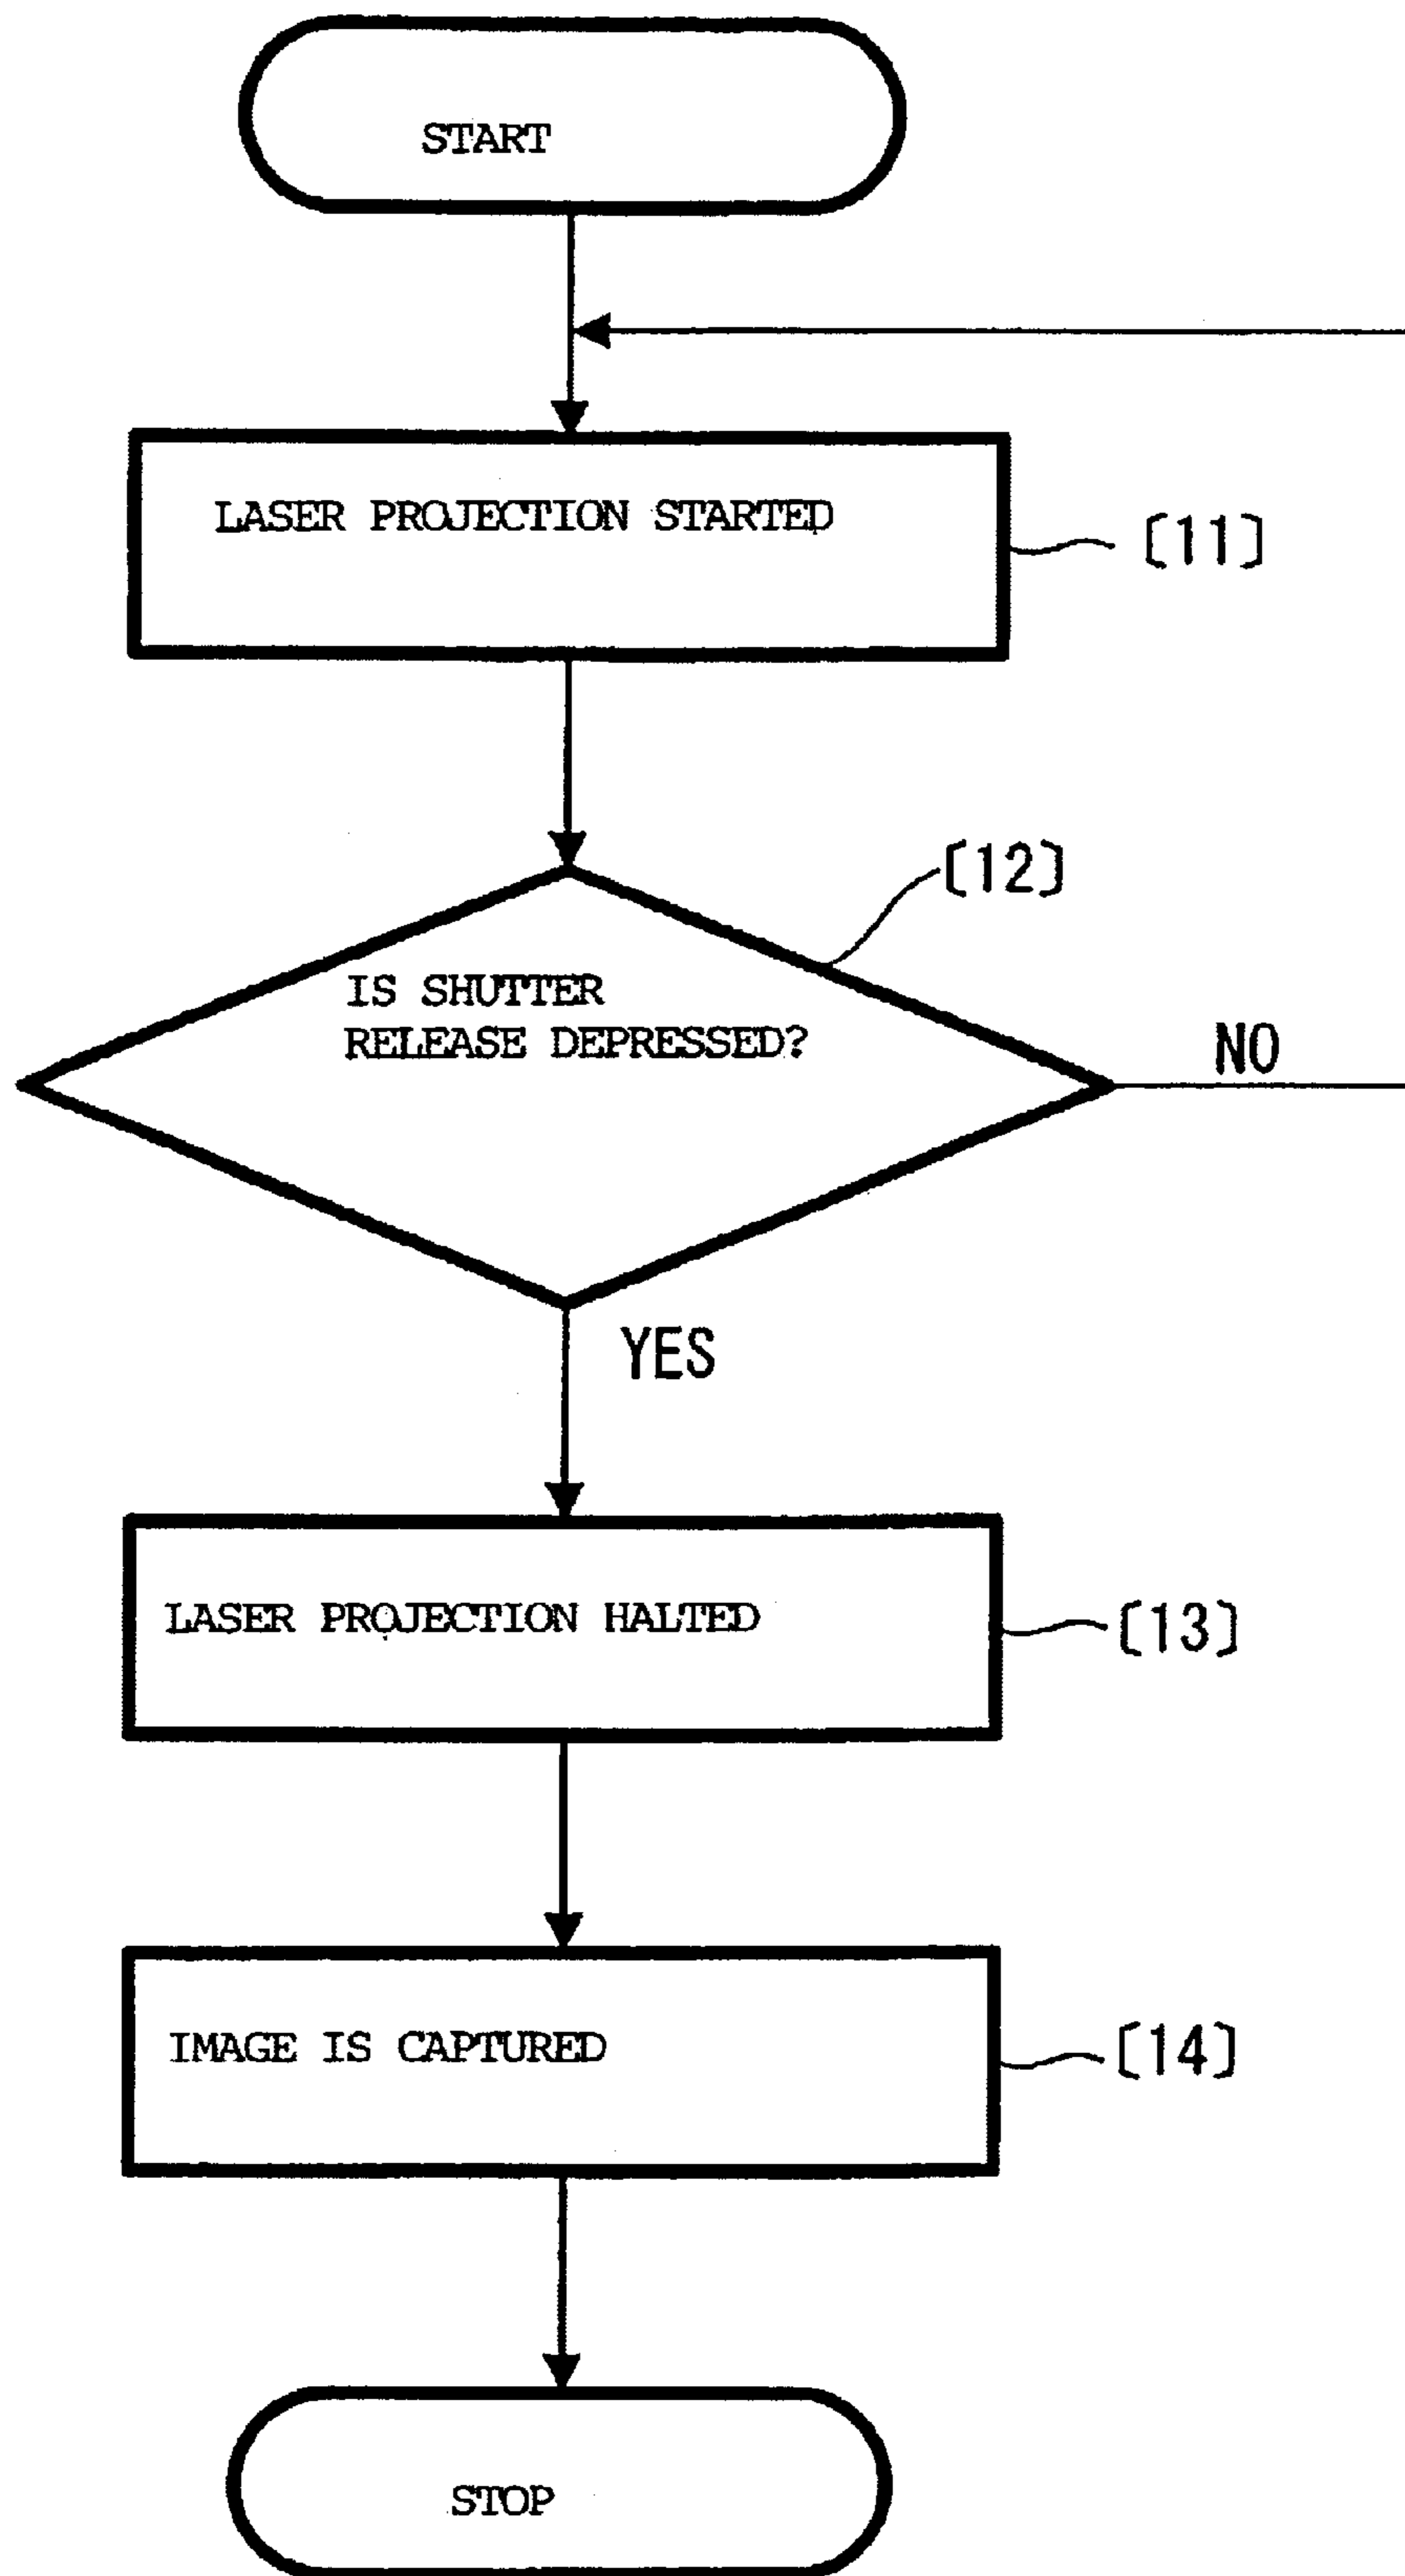 START
LASER PROJECTION STARTED
[11]
[12]
IS SHUTTER
RELEASE DEPRESSED?
NO
YES
LASER PROJECTION HALTED
[13]
IMAGE IS CAPTURED
[14]
STOP